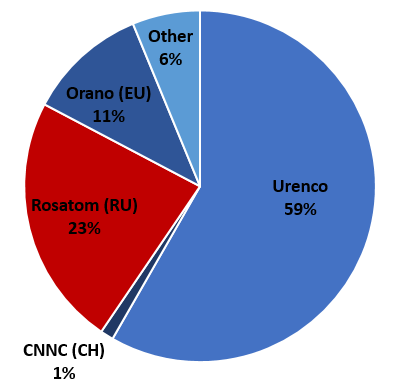 Other
6%
Orano (EU)
11%
Urenco
59%
Rosatom (RU)
23%
CNNC (CH)
1%